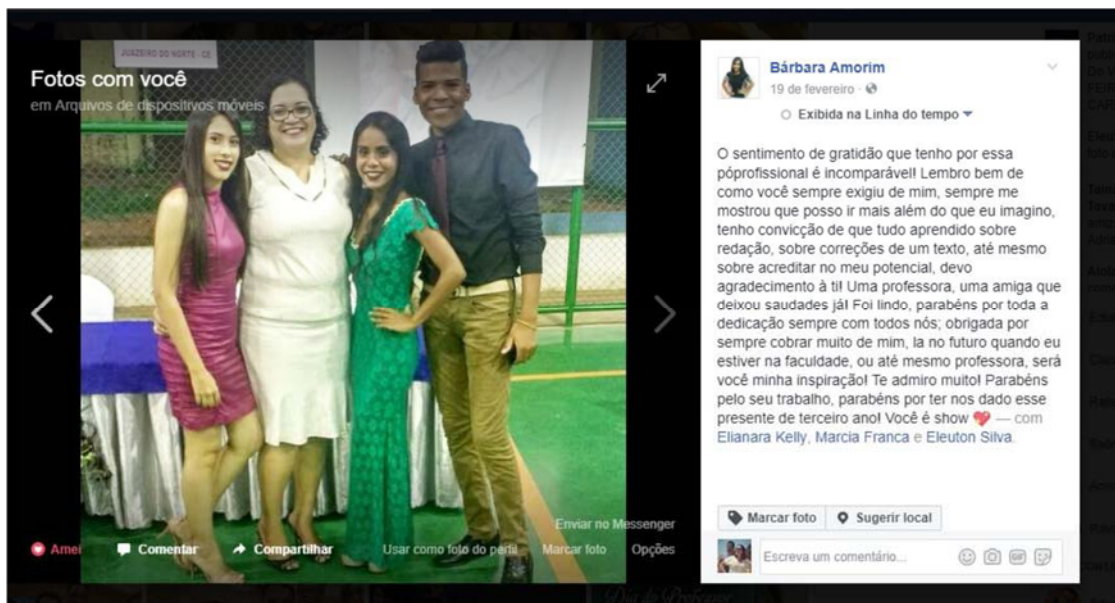 JUAZEIRO DO NORTE - CE
Fotos com você
em Arquivos de dispositivos móveis
Enviar no Messenger
Amei Comentar Compartilhar Usar como foto do perfil Marcar foto Opções
Bárbara Amorim
19 de fevereiro ·
Exibida na Linha do tempo
O sentimento de gratidão que tenho por essa
póprofissional é incomparável! Lembro bem de
como você sempre exigiu de mim, sempre me
mostrou que posso ir mais além do que eu imagino,
tenho convicção de que tudo aprendido sobre
redação, sobre correções de um texto, até mesmo
sobre acreditar no meu potencial, devo
agradecimento à ti! Uma professora, uma amiga que
deixou saudades já! Foi lindo, parabéns por toda a
dedicação sempre com todos nós; obrigada por
sempre cobrar muito de mim, la no futuro quando eu
estiver na faculdade, ou até mesmo professora, será
você minha inspiração! Te admiro muito! Parabéns
pelo seu trabalho, parabéns por ter nos dado esse
presente de terceiro ano! Você é show 💖 — com
Elianara Kelly, Marcia Franca e Eleuton Silva.
Marcar foto Sugerir local
Escreva um comentário... GIF
Dia do Professor